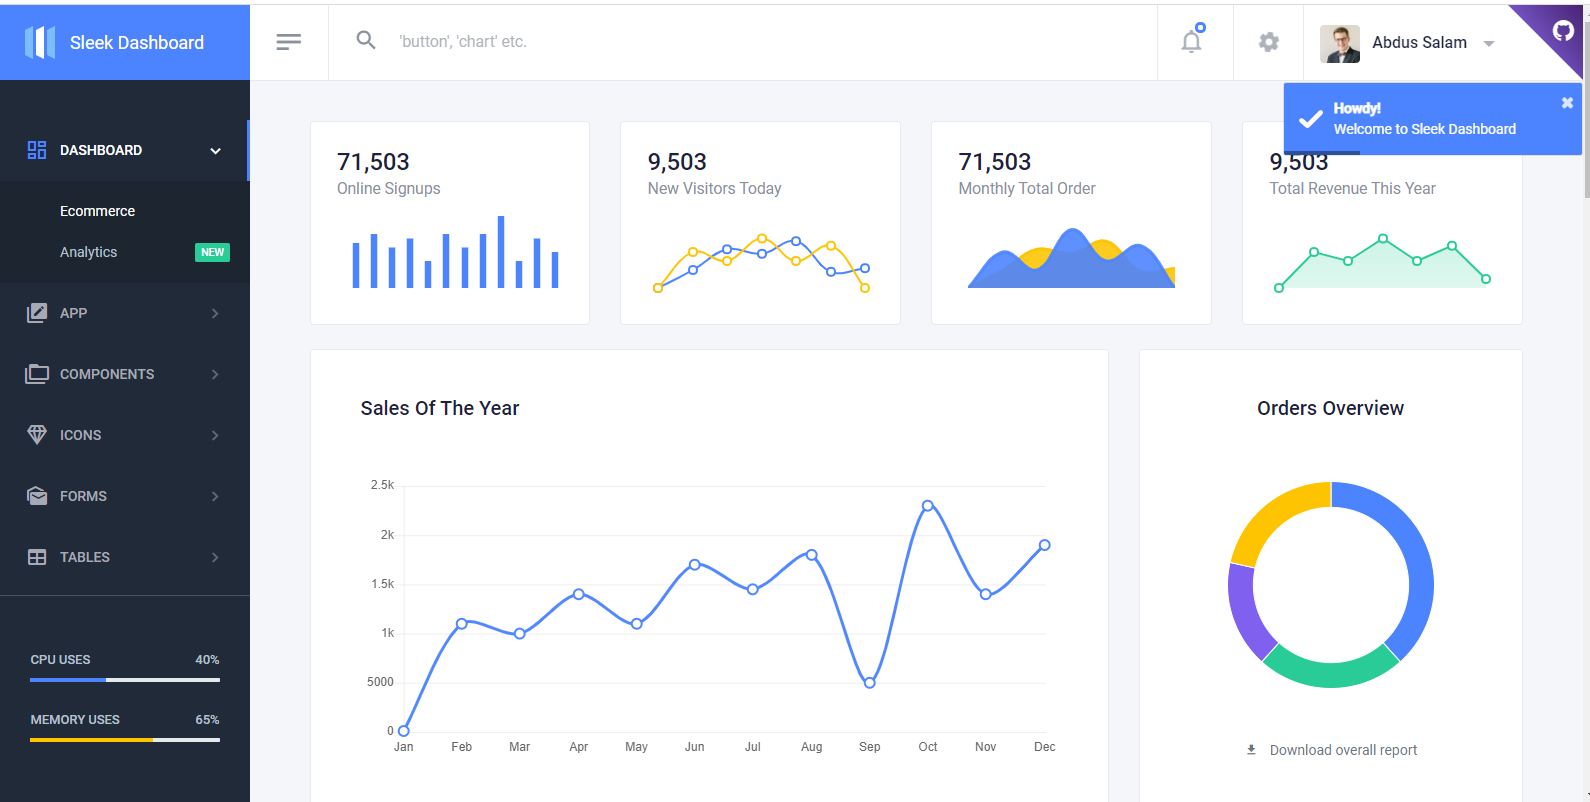 Sleek Dashboard
'button', 'chart' etc.
Abdus Salam
Howdy!
Welcome to Sleek Dashboard
DASHBOARD
Ecommerce
Analytics NEW
APP
COMPONENTS
ICONS
FORMS
TABLES
CPU USES 40%
MEMORY USES 65%
71,503
Online Signups
9,503
New Visitors Today
71,503
Monthly Total Order
9,503
Total Revenue This Year
Sales Of The Year
2.5k
2k
1.5k
1k
5000
0
Jan Feb Mar Apr May Jun Jul Aug Sep Oct Nov Dec
Orders Overview
Download overall report